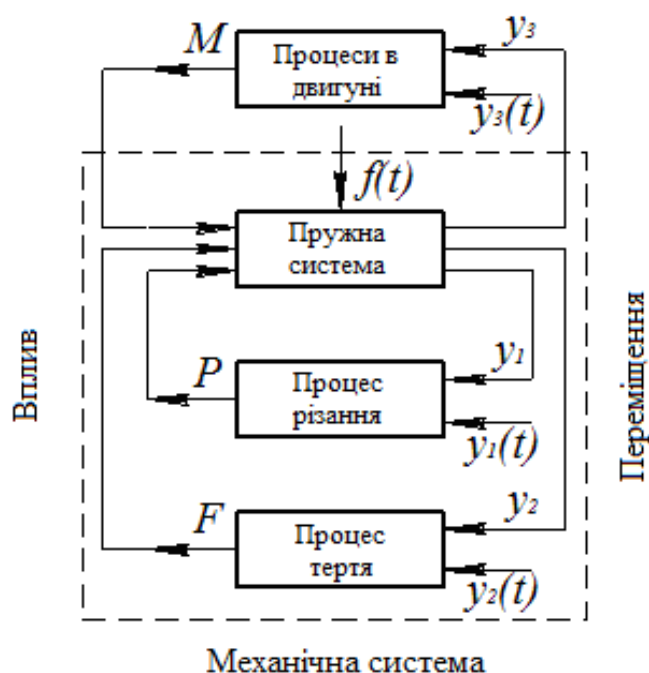 M
Процеси в
двигуні
y₃
y₃(t)
f(t)
Пружна
система
Вплив
Переміщення
P
Процес
різання
y₁
y₁(t)
F
Процес
тертя
y₂
y₂(t)
Механічна система